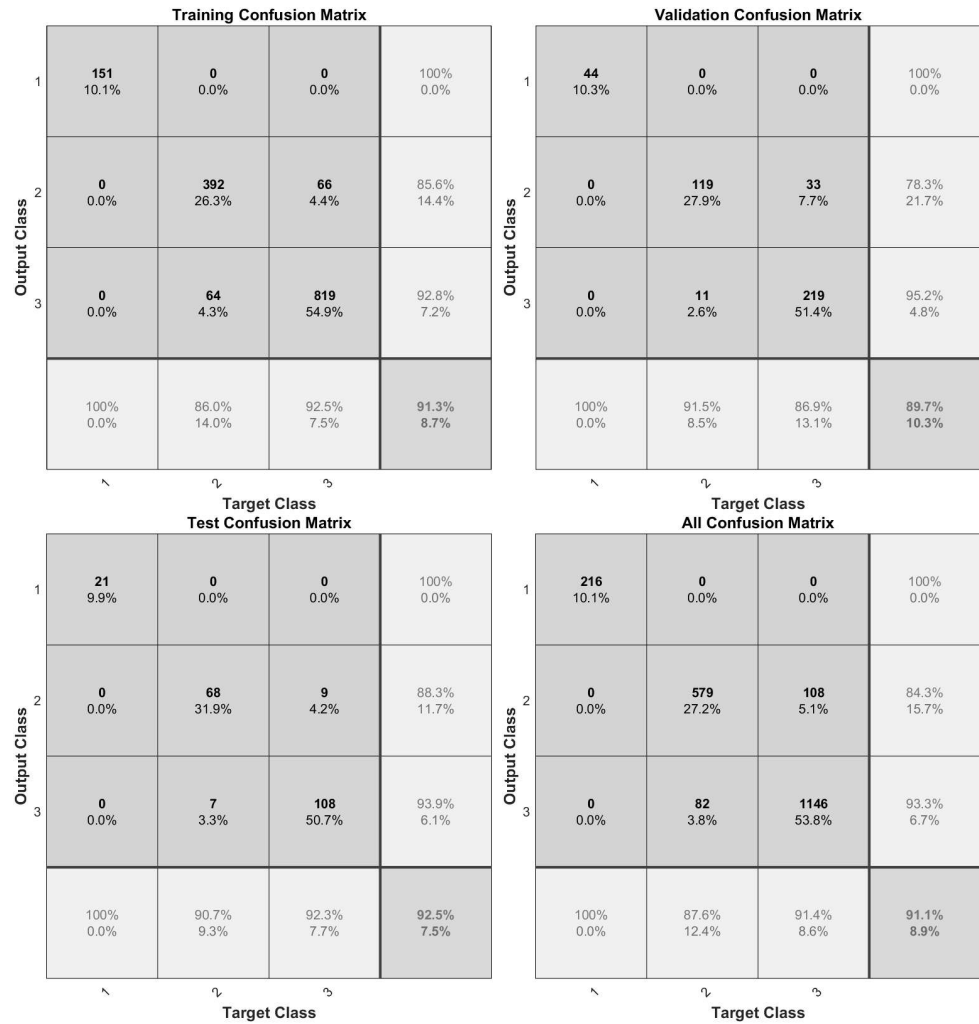 Training Confusion Matrix
1
151 0 0 100%
10.1% 0.0% 0.0% 0.0%
2
0 392 66 85.6%
0.0% 26.3% 4.4% 14.4%
3
0 64 819 92.8%
0.0% 4.3% 54.9% 7.2%
100% 86.0% 92.5% 91.3%
0.0% 14.0% 7.5% 8.7%
1 2 3
Output Class
Target Class
Validation Confusion Matrix
1
44 0 0 100%
10.3% 0.0% 0.0% 0.0%
2
0 119 33 78.3%
0.0% 27.9% 7.7% 21.7%
3
0 11 219 95.2%
0.0% 2.6% 51.4% 4.8%
100% 91.5% 86.9% 89.7%
0.0% 8.5% 13.1% 10.3%
1 2 3
Output Class
Target Class
Test Confusion Matrix
1
21 0 0 100%
9.9% 0.0% 0.0% 0.0%
2
0 68 9 88.3%
0.0% 31.9% 4.2% 11.7%
3
0 7 108 93.9%
0.0% 3.3% 50.7% 6.1%
100% 90.7% 92.3% 92.5%
0.0% 9.3% 7.7% 7.5%
1 2 3
Output Class
Target Class
All Confusion Matrix
1
216 0 0 100%
10.1% 0.0% 0.0% 0.0%
2
0 579 108 84.3%
0.0% 27.2% 5.1% 15.7%
3
0 82 1146 93.3%
0.0% 3.8% 53.8% 6.7%
100% 87.6% 91.4% 91.1%
0.0% 12.4% 8.6% 8.9%
1 2 3
Output Class
Target Class